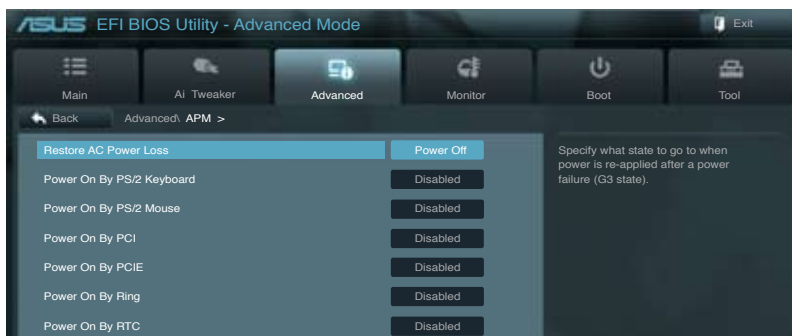 ASUS EFI BIOS Utility - Advanced Mode Exit
Main Ai Tweaker Advanced Monitor Boot Tool
Back Advanced\ APM >
Restore AC Power Loss Power Off
Power On By PS/2 Keyboard Disabled
Power On By PS/2 Mouse Disabled
Power On By PCI Disabled
Power On By PCIE Disabled
Power On By Ring Disabled
Power On By RTC Disabled
Specify what state to go to when
power is re-applied after a power
failure (G3 state).